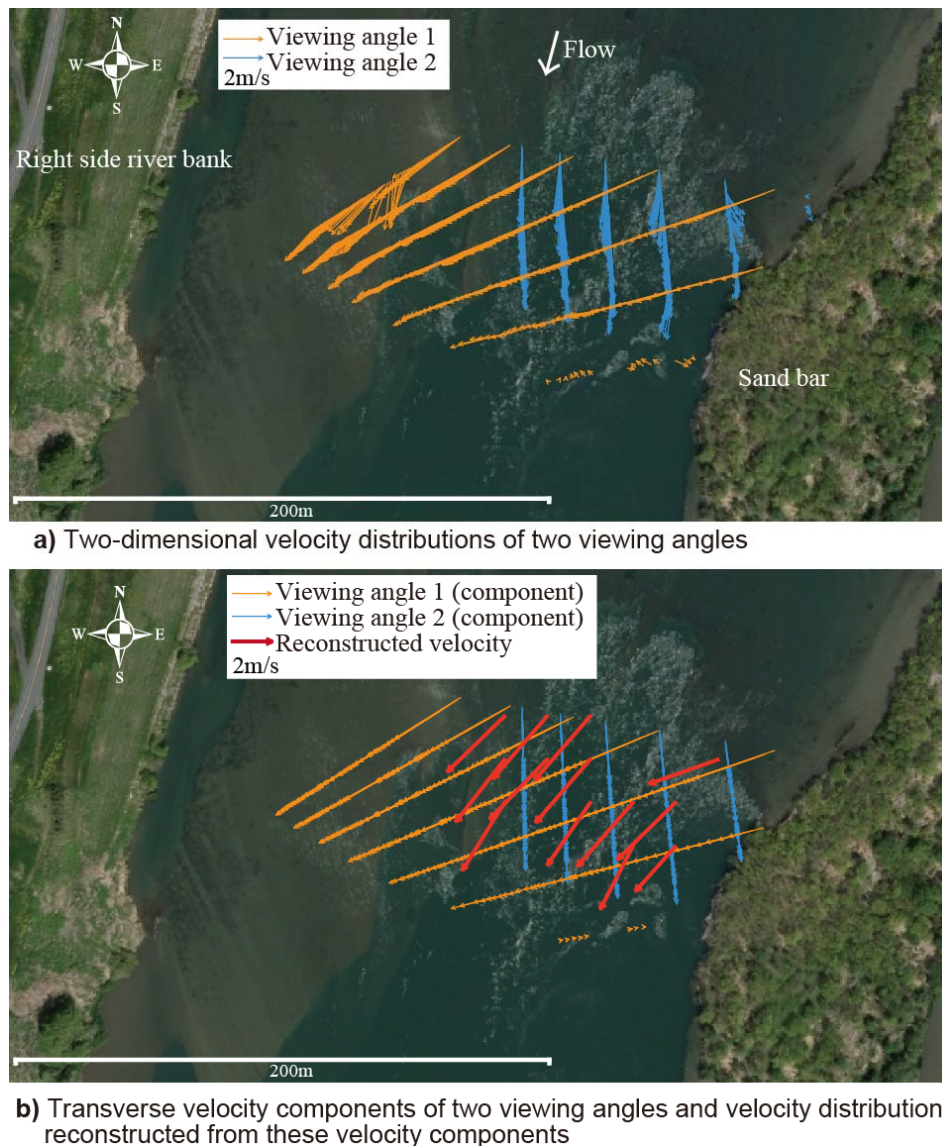 N
W E
S
Viewing angle 1
Viewing angle 2
2m/s
Flow
Right side river bank
Sand bar
200m
a) Two-dimensional velocity distributions of two viewing angles
N
W E
S
Viewing angle 1 (component)
Viewing angle 2 (component)
Reconstructed velocity
2m/s
200m
b) Transverse velocity components of two viewing angles and velocity distribution
reconstructed from these velocity components